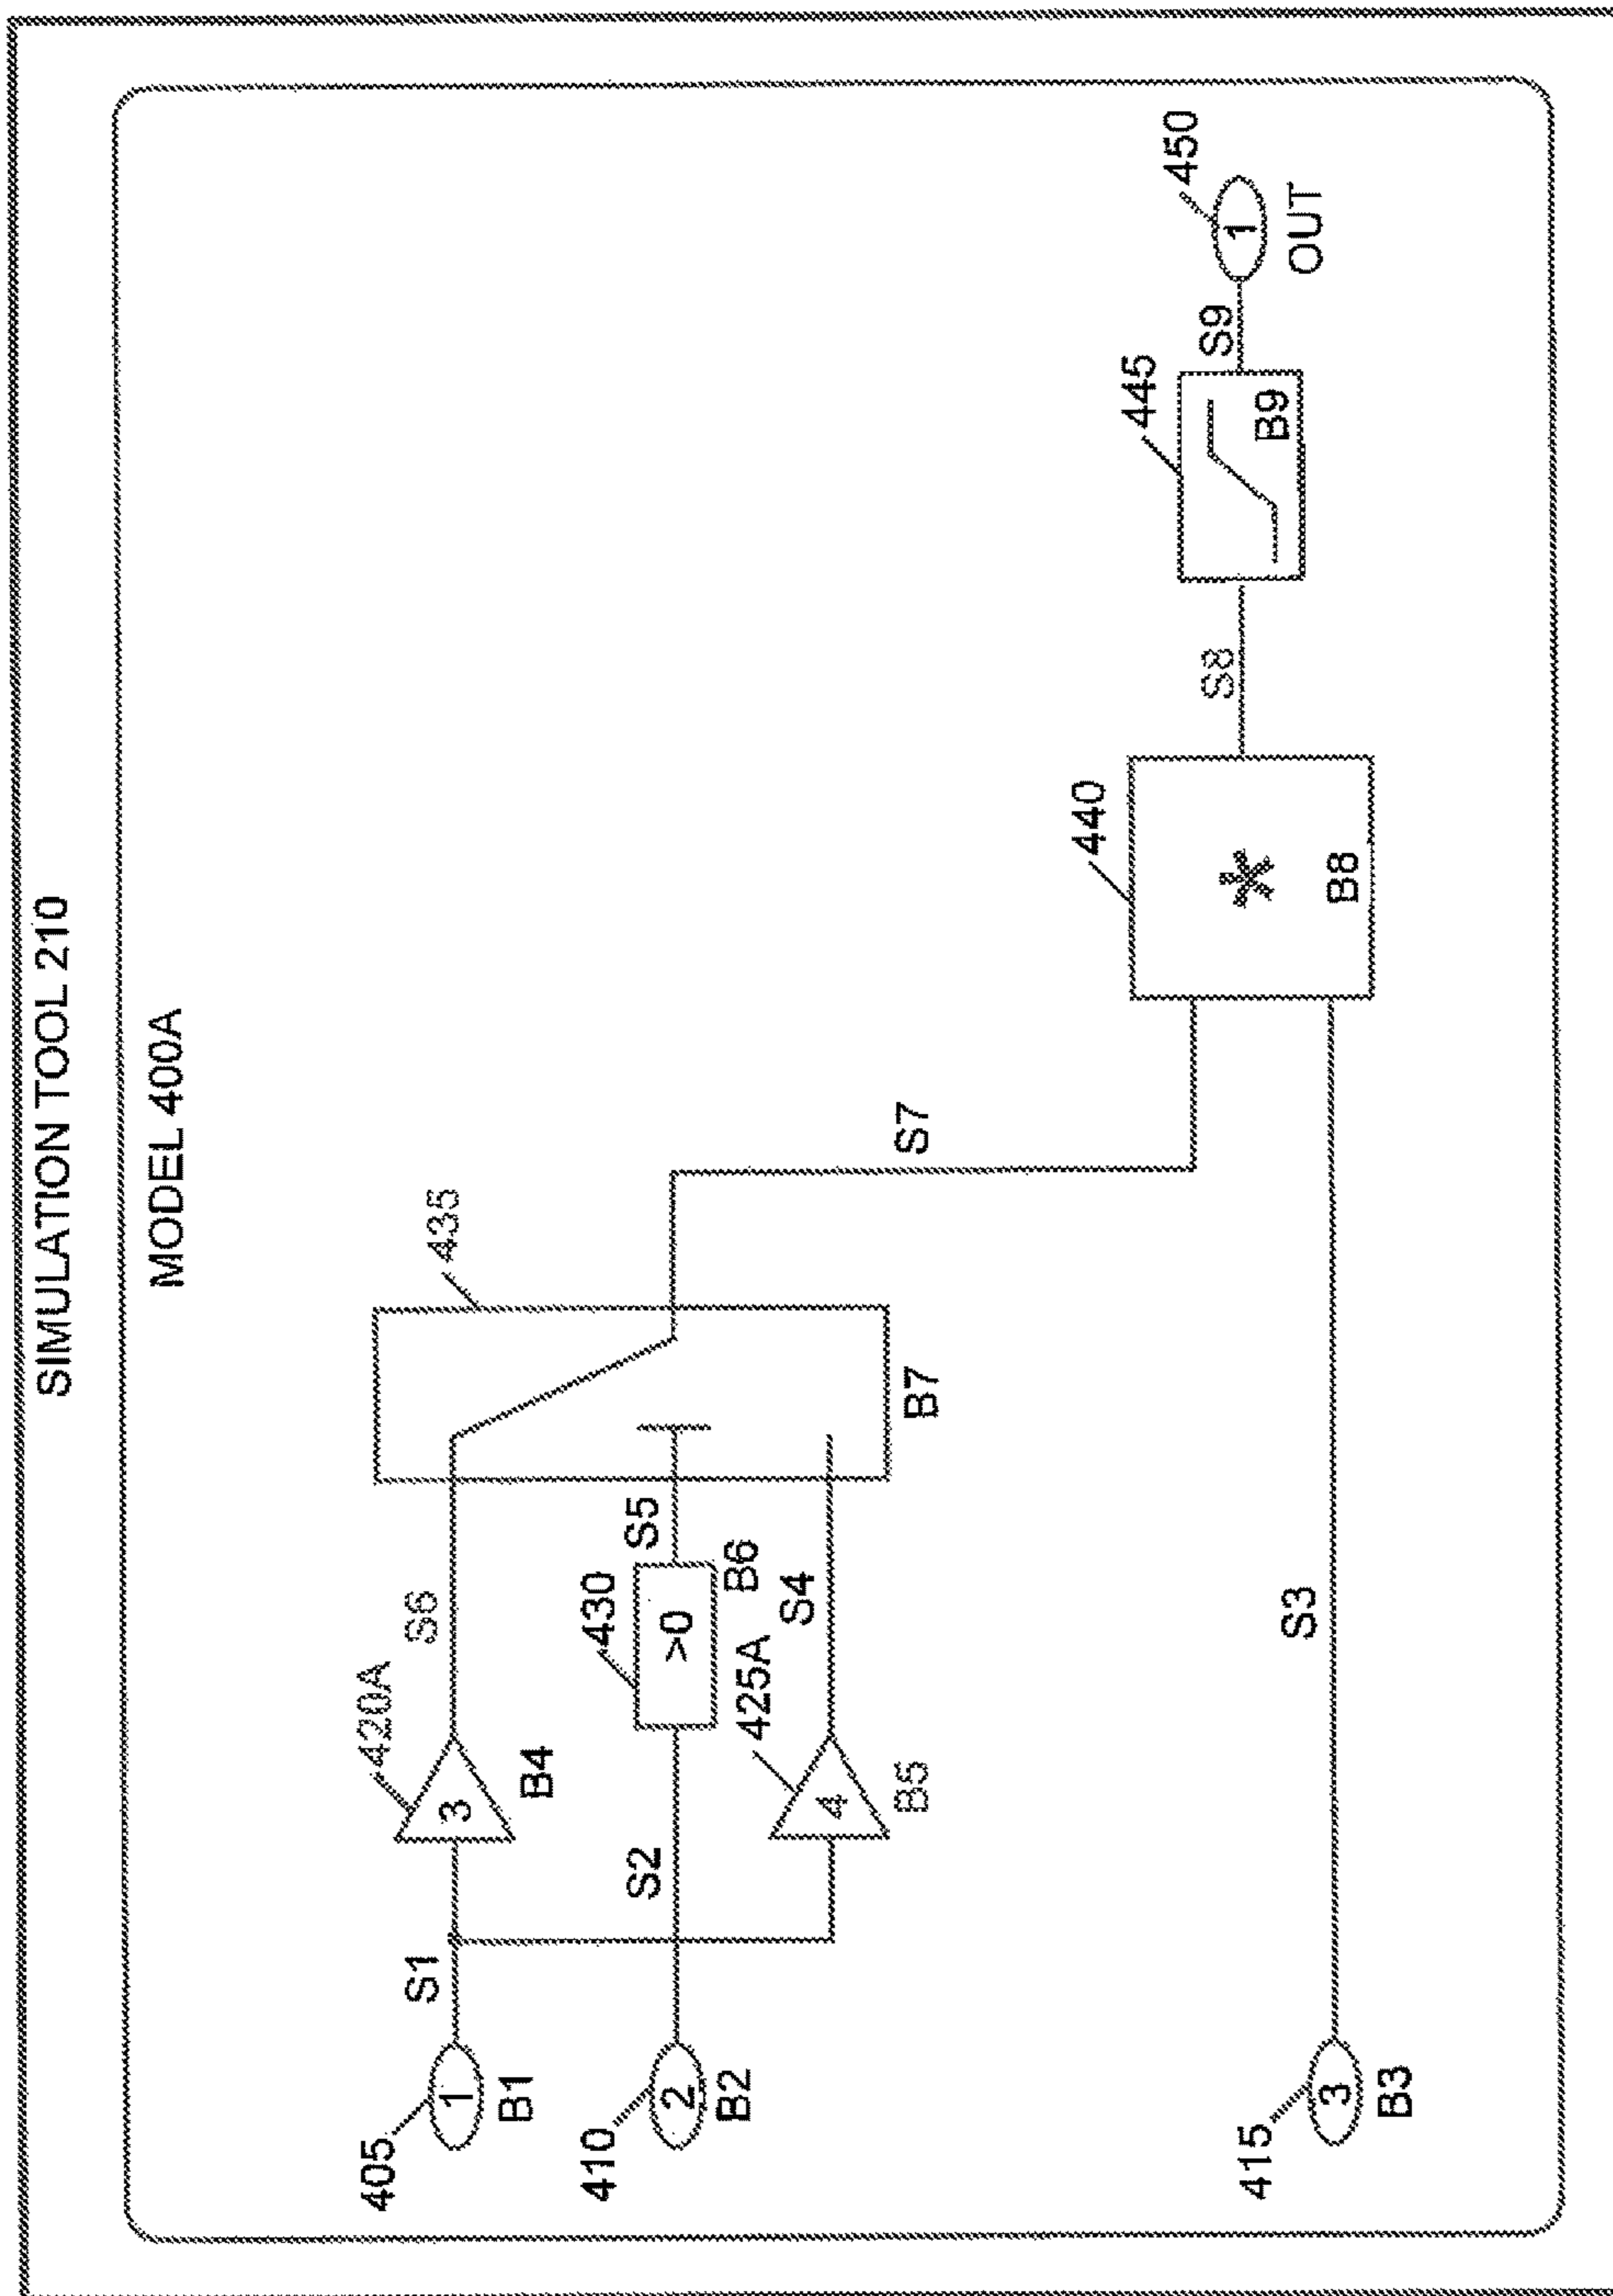 SIMULATION TOOL 210
MODEL 400A
405
1
B1
S1
420A
3
B4
S6
410
2
B2
S2
430
>0
B6
S5
425A
4
B5
S4
435
B7
S7
415
3
B3
S3
440
*
B8
S8
445
B9
S9
450
1
OUT